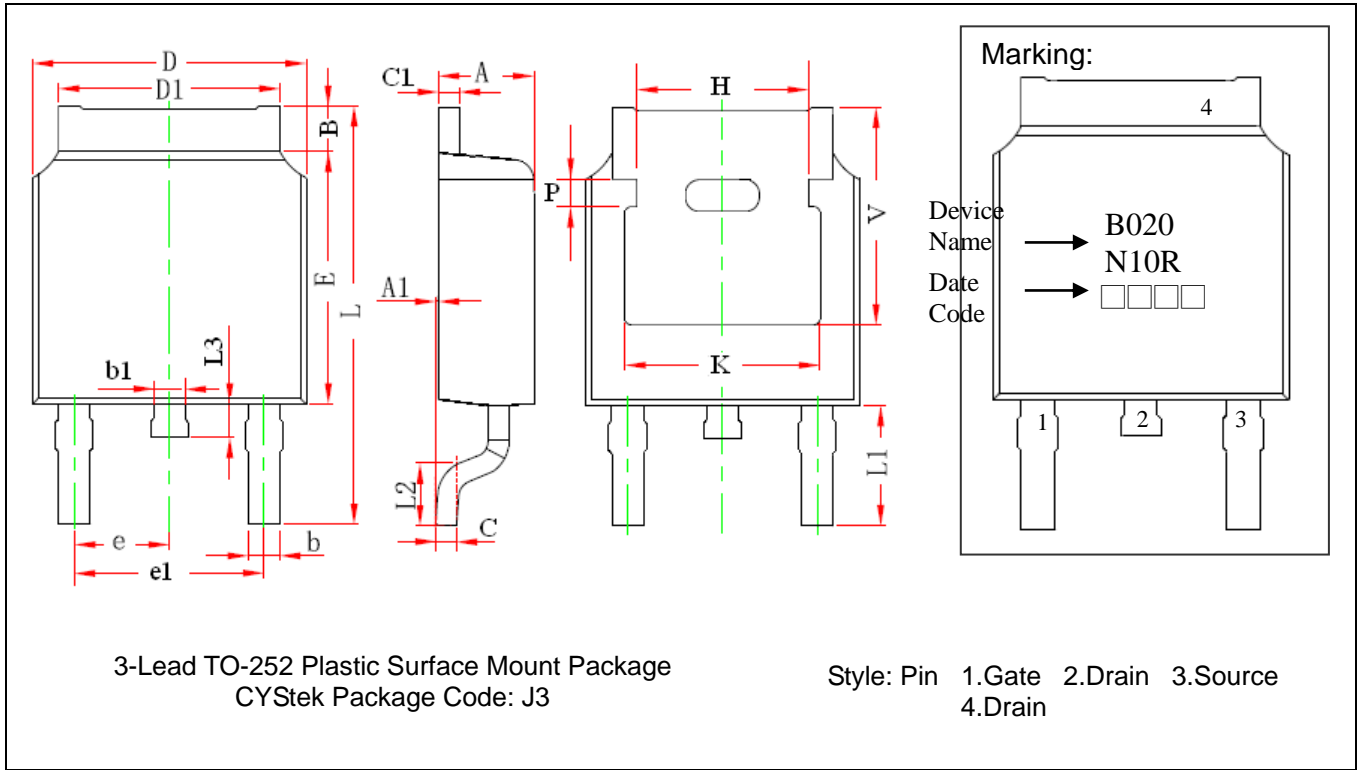 D
D1
B
E
L
L3
b1
e
e1
b
C1
A
A1
L2
C
H
P
V
K
L1
Marking:
4
Device
Name
B020
N10R
Date
Code
□□□□
1
2
3
3-Lead TO-252 Plastic Surface Mount Package
CYStek Package Code: J3
Style: Pin 1.Gate 2.Drain 3.Source
4.Drain